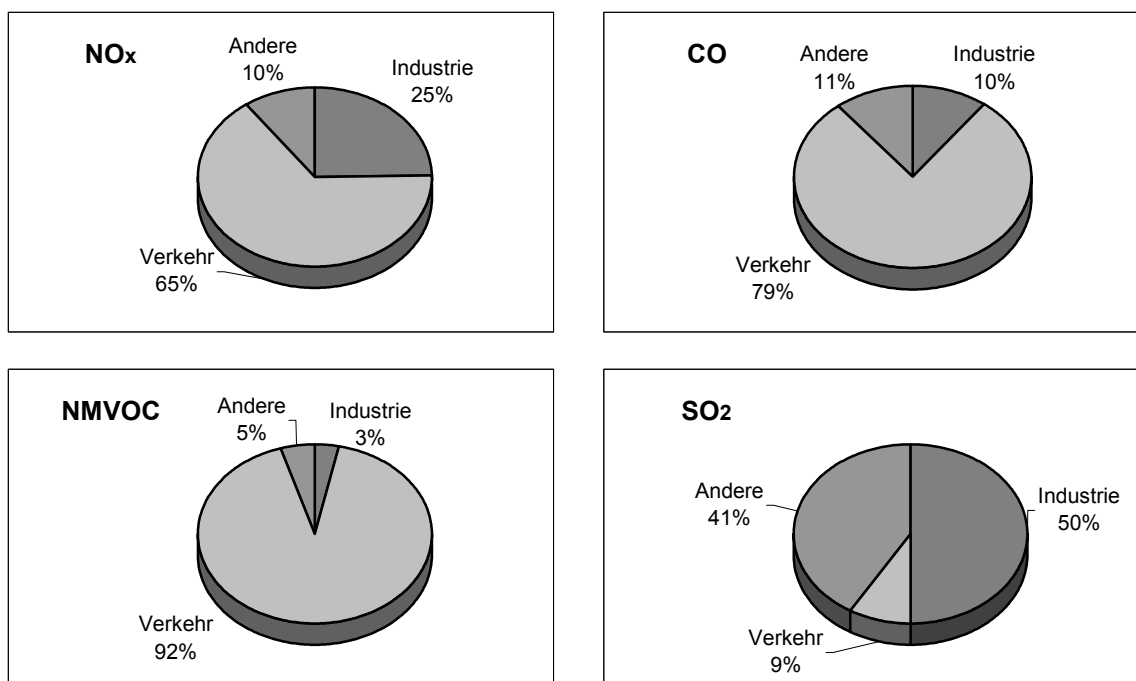 NOx
Andere
10%
Industrie
25%
Verkehr
65%
CO
Andere
11%
Industrie
10%
Verkehr
79%
NMVOC
Andere
5%
Industrie
3%
Verkehr
92%
SO2
Andere
41%
Industrie
50%
Verkehr
9%